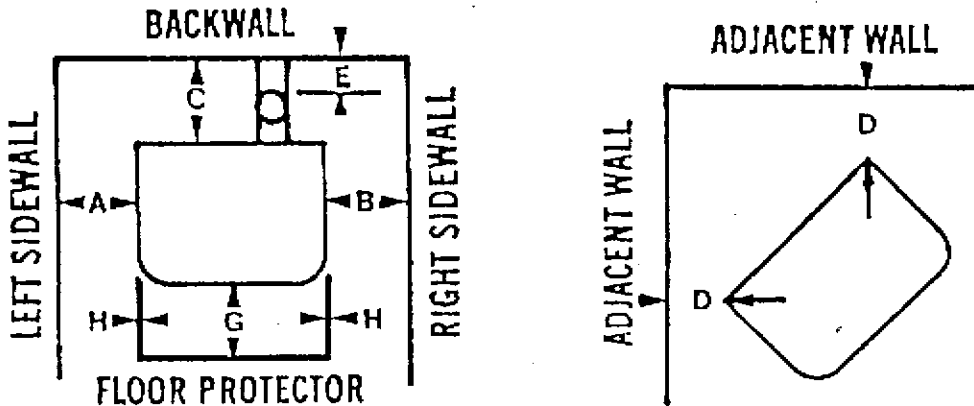 BACKWALL
E
C
LEFT SIDEWALL
A
B
RIGHT SIDEWALL
H
G
H
FLOOR PROTECTOR
ADJACENT WALL
D
ADJACENT WALL
D